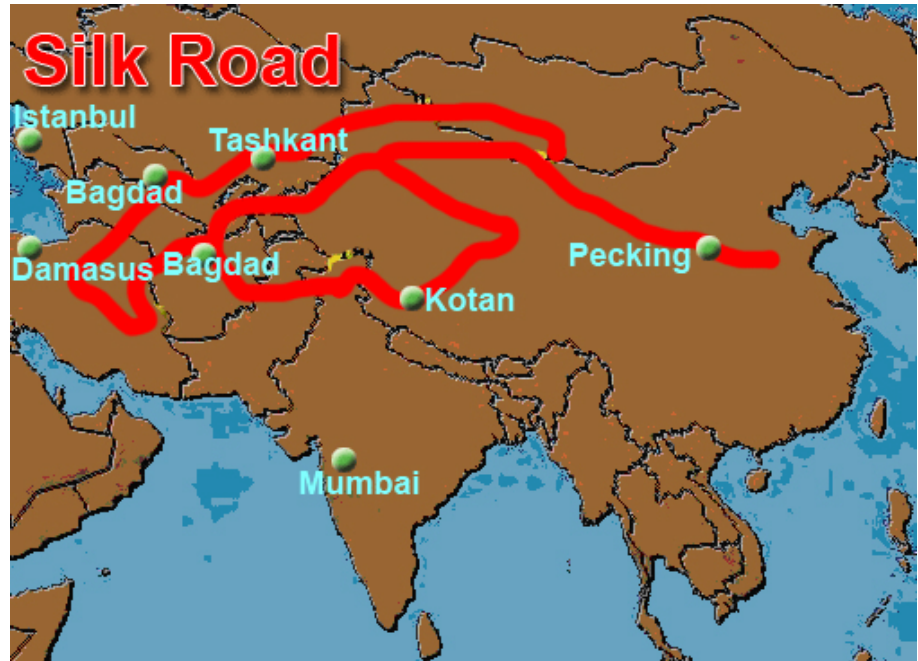 Silk Road
Istanbul
Tashkant
Bagdad
Damasus
Bagdad
Pecking
Kotan
Mumbai